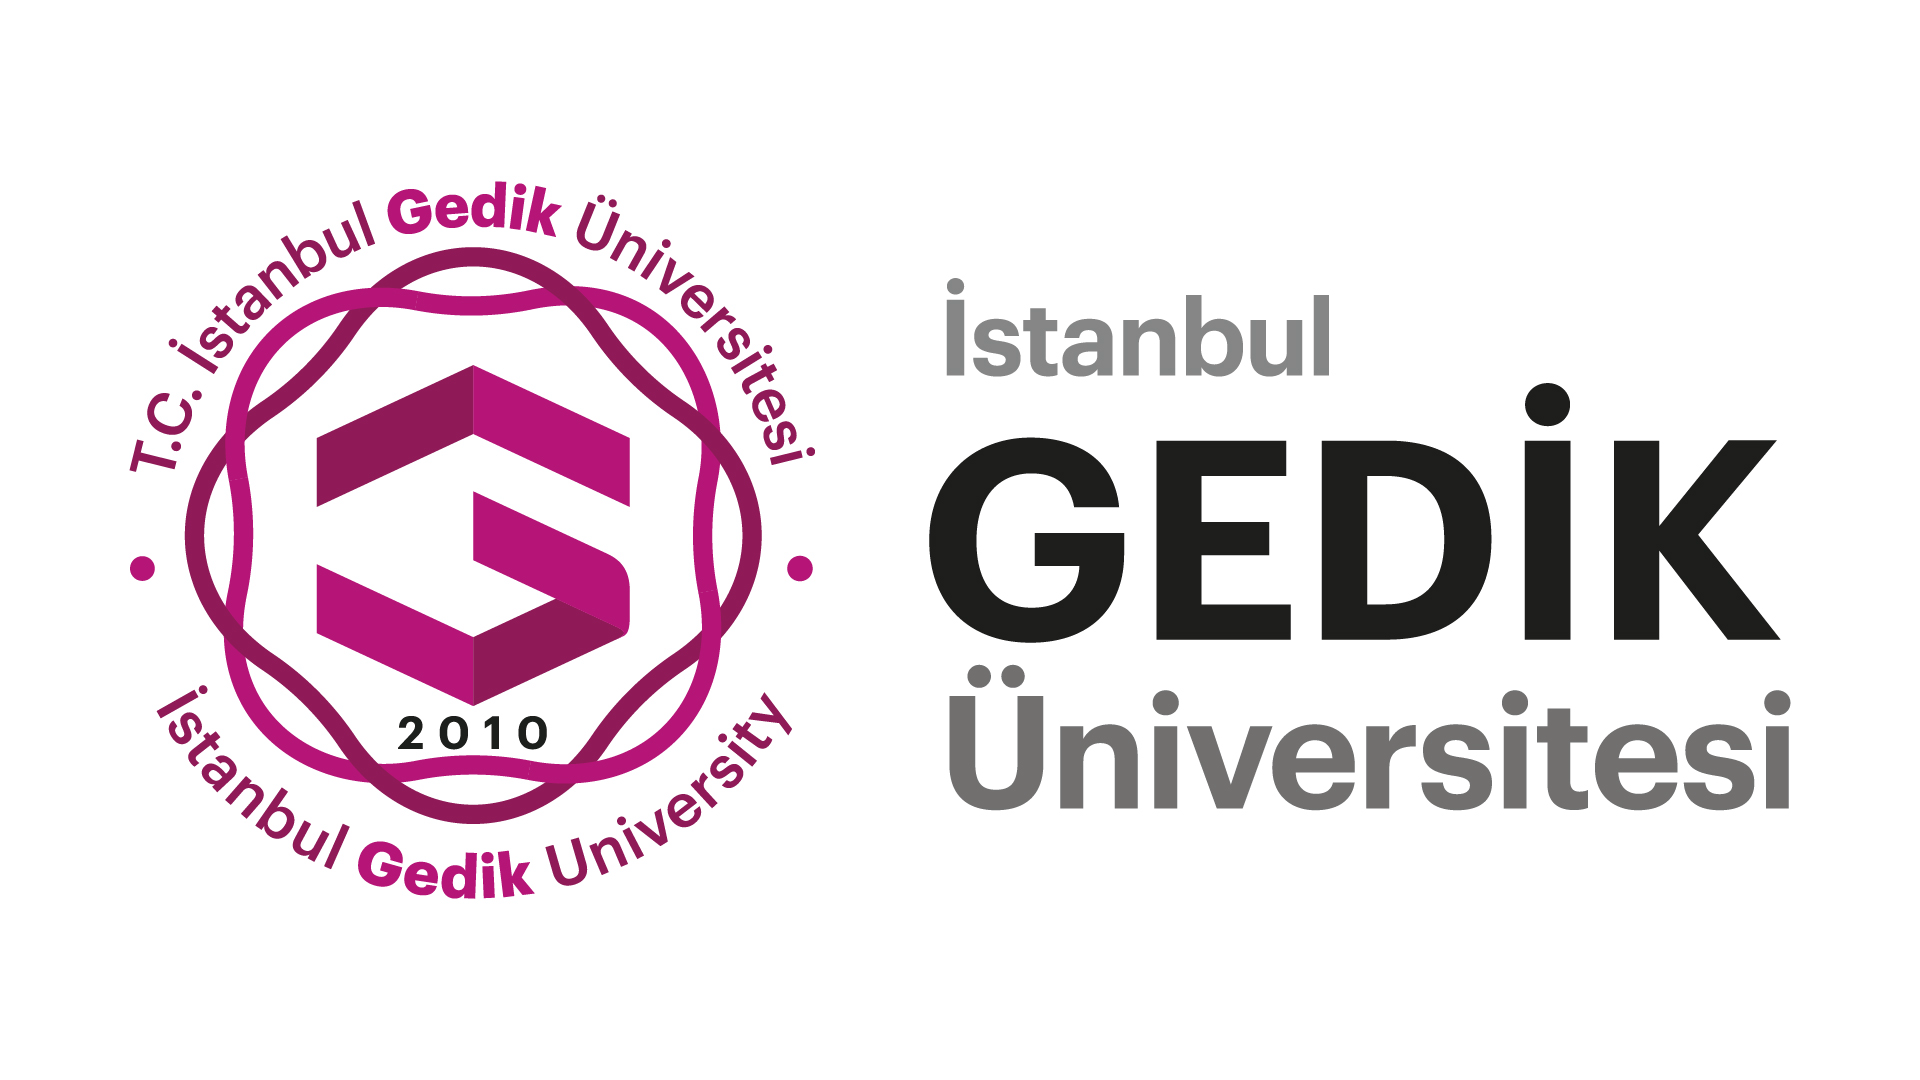 T.C. İstanbul Gedik Üniversitesi
2010
İstanbul Gedik University
İstanbul
GEDİK
Üniversitesi